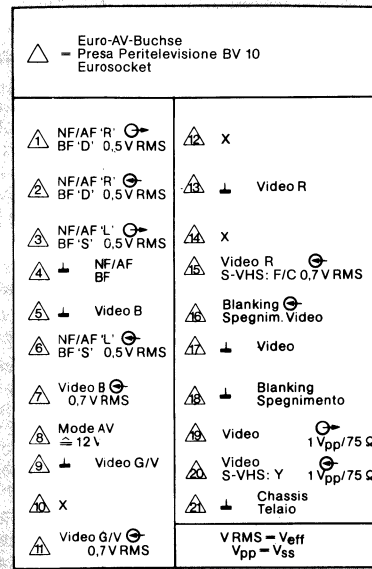 Euro-AV-Buchse
= Presa Peritelevisione BV 10
Eurosocket
1 NF/AF 'R'
BF 'D' 0,5 V RMS
2 NF/AF 'R'
BF 'D' 0,5 V RMS
3 NF/AF 'L'
BF 'S' 0,5 V RMS
4 NF/AF
BF
5 Video B
6 NF/AF 'L'
BF 'S' 0,5 V RMS
7 Video B
0,7 V RMS
8 Mode AV
≙ 12 V
9 Video G/V
10 X
11 Video G/V
0,7 V RMS
12 X
13 Video R
14 X
15 Video R
S-VHS: F/C 0,7 V RMS
16 Blanking
Spegnim. Video
17 Video
18 Blanking
Spegnimento
19 Video 1 Vpp/75 Ω
20 Video
S-VHS: Y 1 Vpp/75 Ω
21 Chassis
Telaio
V RMS = Veff
Vpp = Vss